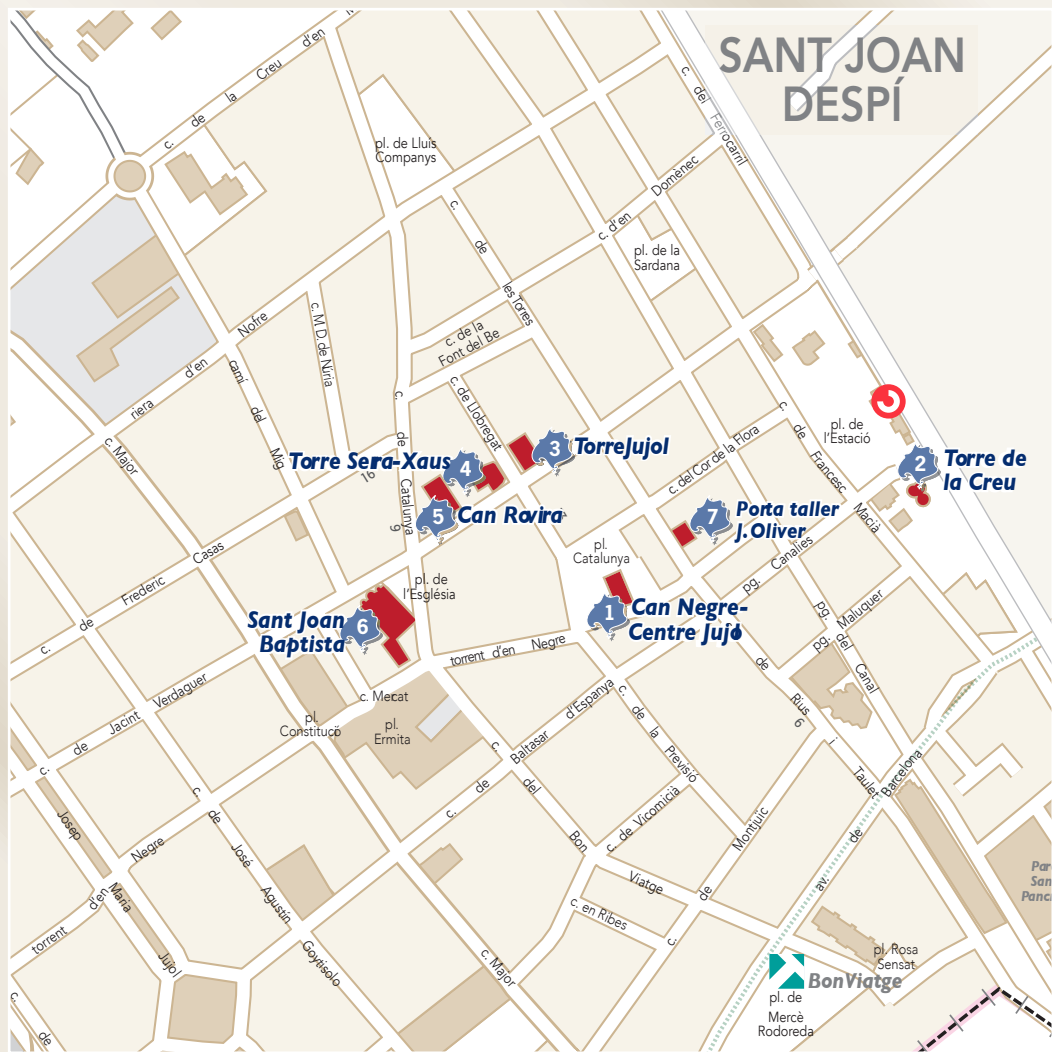 SANT JOAN
DESPÍ
c. de la Creu d'en
c. del Ferrocarril
pl. de Lluis
Companys
c. d'en Domènec
pl. de la
Sardana
c. de les Torres
c. M D. de Núria
riera d'en Nofre
c. de la
Font del Be
camí del Mig
c. de Llobregat
c. de Catalunya
9
16
c. Major
pl. de
l'Estació
c. de Francesc Macià
c. del Cor de la Flora
3
Torrejujol
4
Torre Serra-Xaus
2
Torre de
la Creu
5
Can Rovira
7
Porta taller
J. Oliver
pl.
Catalunya
pg. Canalies
c. de Frederic Casas
pl. de
l'Església
1
Can Negre-
Centre Jujol
6
Sant Joan
Baptista
pg. Maluquer
pg. del Canal
torrent d'en Negre
c. de Jacint Verdaguer
c. Mercat
pl.
Constitució
pl.
Ermita
c. de Baltasar d'Espanya
c. de la Previsió
de Rius i Taulet
6
c. del Bon Viatge
c. de Vicomicià
c. de Montjuïc
av. de Barcelona
Josep Maria Jujol
torrent d'en Negre
c. de José Agustín Goytisolo
c. en Ribes
c. Major
pl. Rosa
Sensat
BonViatge
pl. de
Mercè
Rodoreda
c. de